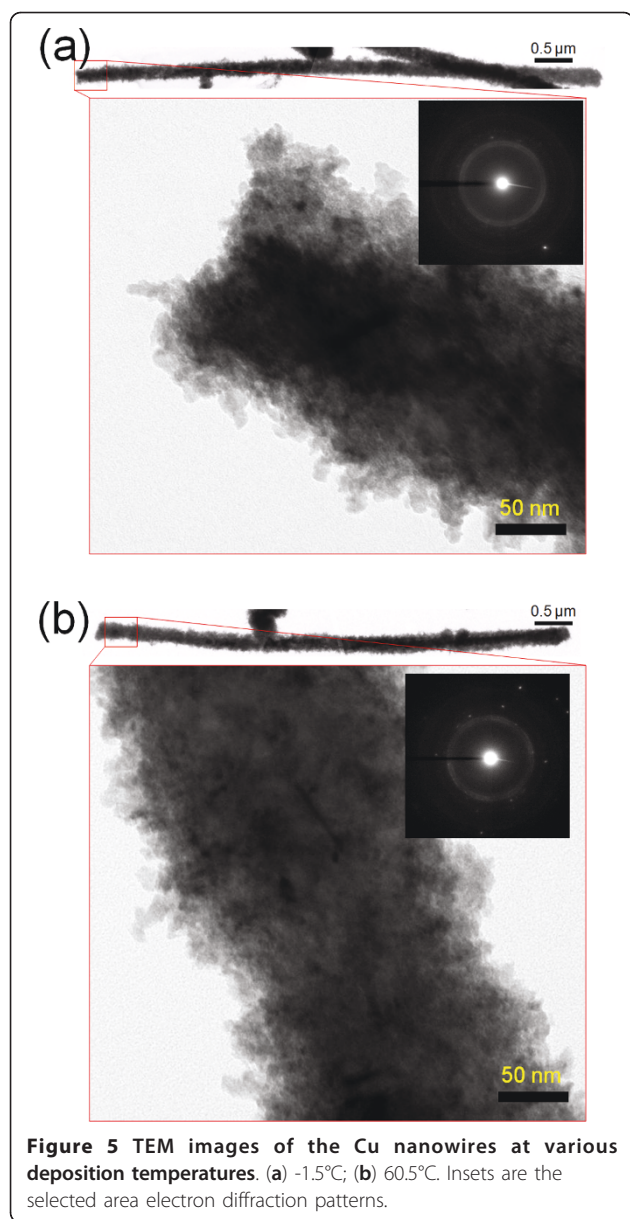 (a)
0.5 µm
50 nm
(b)
0.5 µm
50 nm
Figure 5 TEM images of the Cu nanowires at various
deposition temperatures. (a) -1.5°C; (b) 60.5°C. Insets are the
selected area electron diffraction patterns.